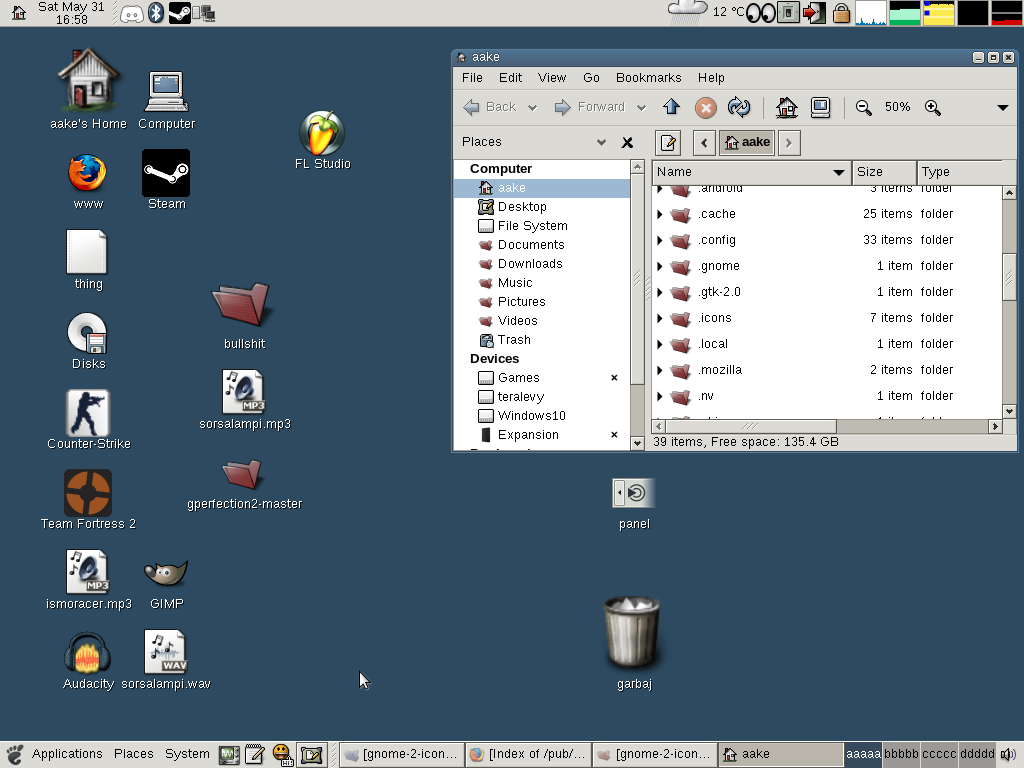 Sat May 31
16:58
12 °C
aake's Home
Computer
FL Studio
www
Steam
thing
bullshit
Disks
sorsalampi.mp3
MP3
Counter-Strike
gperfection2-master
Team Fortress 2
ismoracer.mp3
MP3
GIMP
Audacity
sorsalampi.wav
WAV
aake
File Edit View Go Bookmarks Help
Back Forward 50%
Places
aake
Computer
aake
Desktop
File System
Documents
Downloads
Music
Pictures
Videos
Trash
Devices
Games
teralevy
Windows10
Expansion
Name Size Type
.android 3 items folder
.cache 25 items folder
.config 33 items folder
.gnome 1 item folder
.gtk-2.0 1 item folder
.icons 7 items folder
.local 1 item folder
.mozilla 2 items folder
.nv 1 item folder
39 items, Free space: 135.4 GB
panel
garbaj
Applications Places System
[gnome-2-icon...
[Index of /pub/...
[gnome-2-icon...
aake
aaaaa bbbbb ccccc ddddd